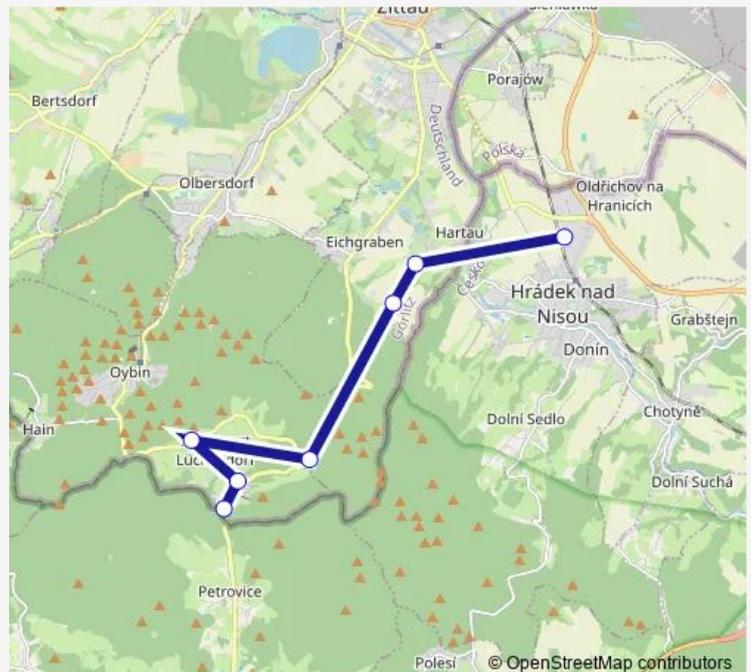 Zittau
Bertsdorf
Porajów
Deutschland
Polska
Olbersdorf
Oldřichov na
Hranicích
Eichgraben
Hartau
Česko
Hrádek nad
Nisou
Görlitz
Grabštejn
Donín
Oybin
Hain
Dolní Sedlo
Chotyně
Dolní Suchá
Petrovice
Polesí
© OpenStreetMap contributors